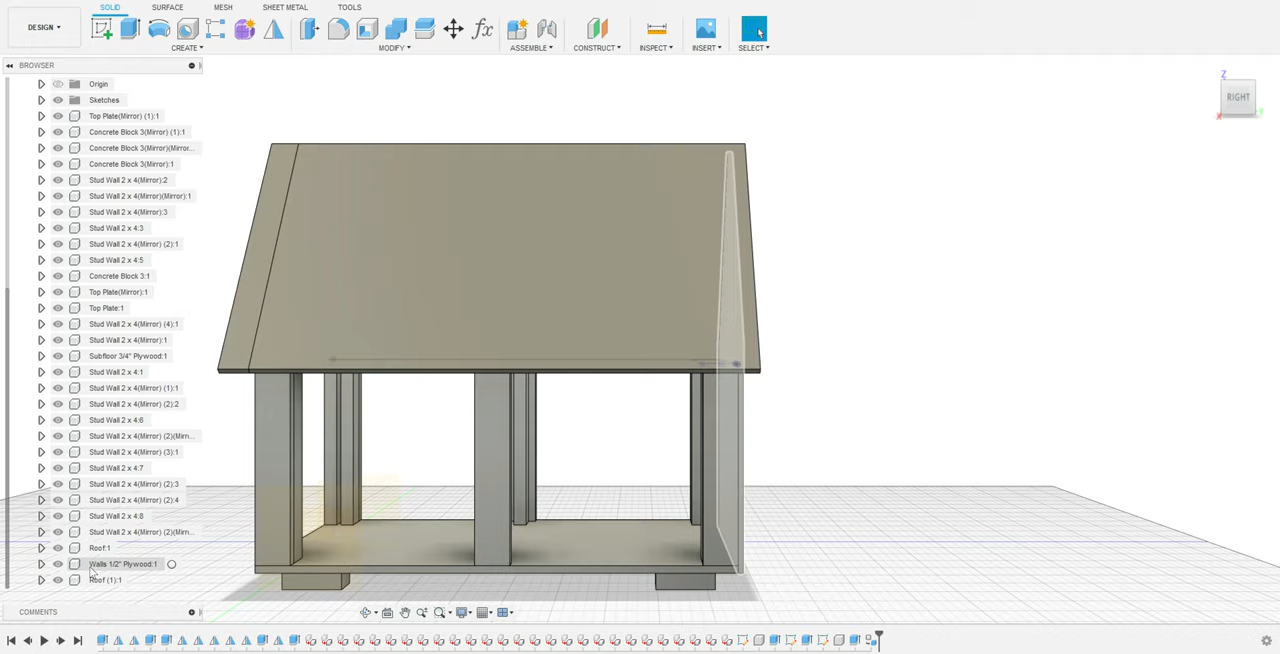 SOLID SURFACE MESH SHEET METAL TOOLS
DESIGN
CREATE MODIFY ASSEMBLE CONSTRUCT INSPECT INSERT SELECT
BROWSER
Origin
Sketches
Top Plate(Mirror) (1):1
Concrete Block 3(Mirror) (1):1
Concrete Block 3(Mirror)(Mirror...
Concrete Block 3(Mirror):1
Stud Wall 2 x 4(Mirror):2
Stud Wall 2 x 4(Mirror)(Mirror):1
Stud Wall 2 x 4(Mirror):3
Stud Wall 2 x 4:3
Stud Wall 2 x 4(Mirror) (2):1
Stud Wall 2 x 4:5
Concrete Block 3:1
Top Plate(Mirror):1
Top Plate:1
Stud Wall 2 x 4(Mirror) (4):1
Stud Wall 2 x 4(Mirror):1
Subfloor 3/4" Plywood:1
Stud Wall 2 x 4:1
Stud Wall 2 x 4(Mirror) (1):1
Stud Wall 2 x 4(Mirror) (2):2
Stud Wall 2 x 4:6
Stud Wall 2 x 4(Mirror) (2)(Mirr...
Stud Wall 2 x 4(Mirror) (3):1
Stud Wall 2 x 4:7
Stud Wall 2 x 4(Mirror) (2):3
Stud Wall 2 x 4(Mirror) (2):4
Stud Wall 2 x 4:8
Stud Wall 2 x 4(Mirror) (2)(Mirr...
Roof:1
Walls 1/2" Plywood:1
Roof (1):1
COMMENTS
Z
RIGHT
X
Y